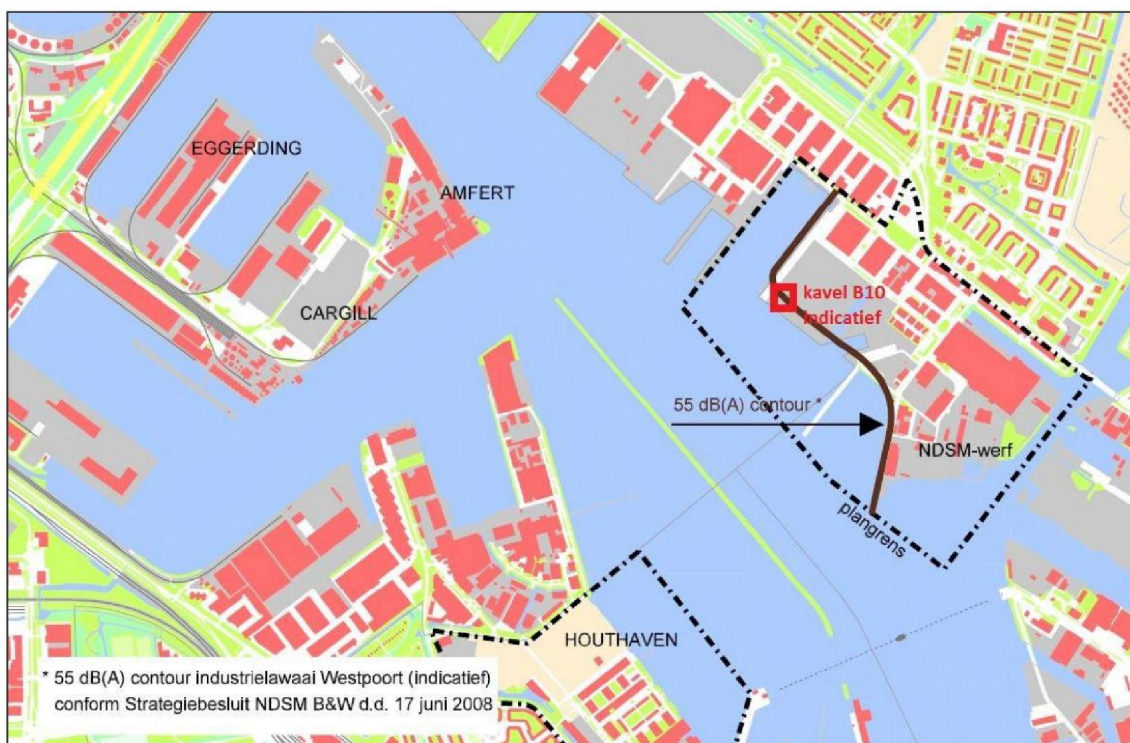 EGGERDING
AMFERT
CARGILL
kavel B10
indicatief
55 dB(A) contour *
NDSM-werf
plangrens
HOUTHAVEN
* 55 dB(A) contour industrielawaai Westpoort (indicatief)
conform Strategiebesluit NDSM B&W d.d. 17 juni 2008